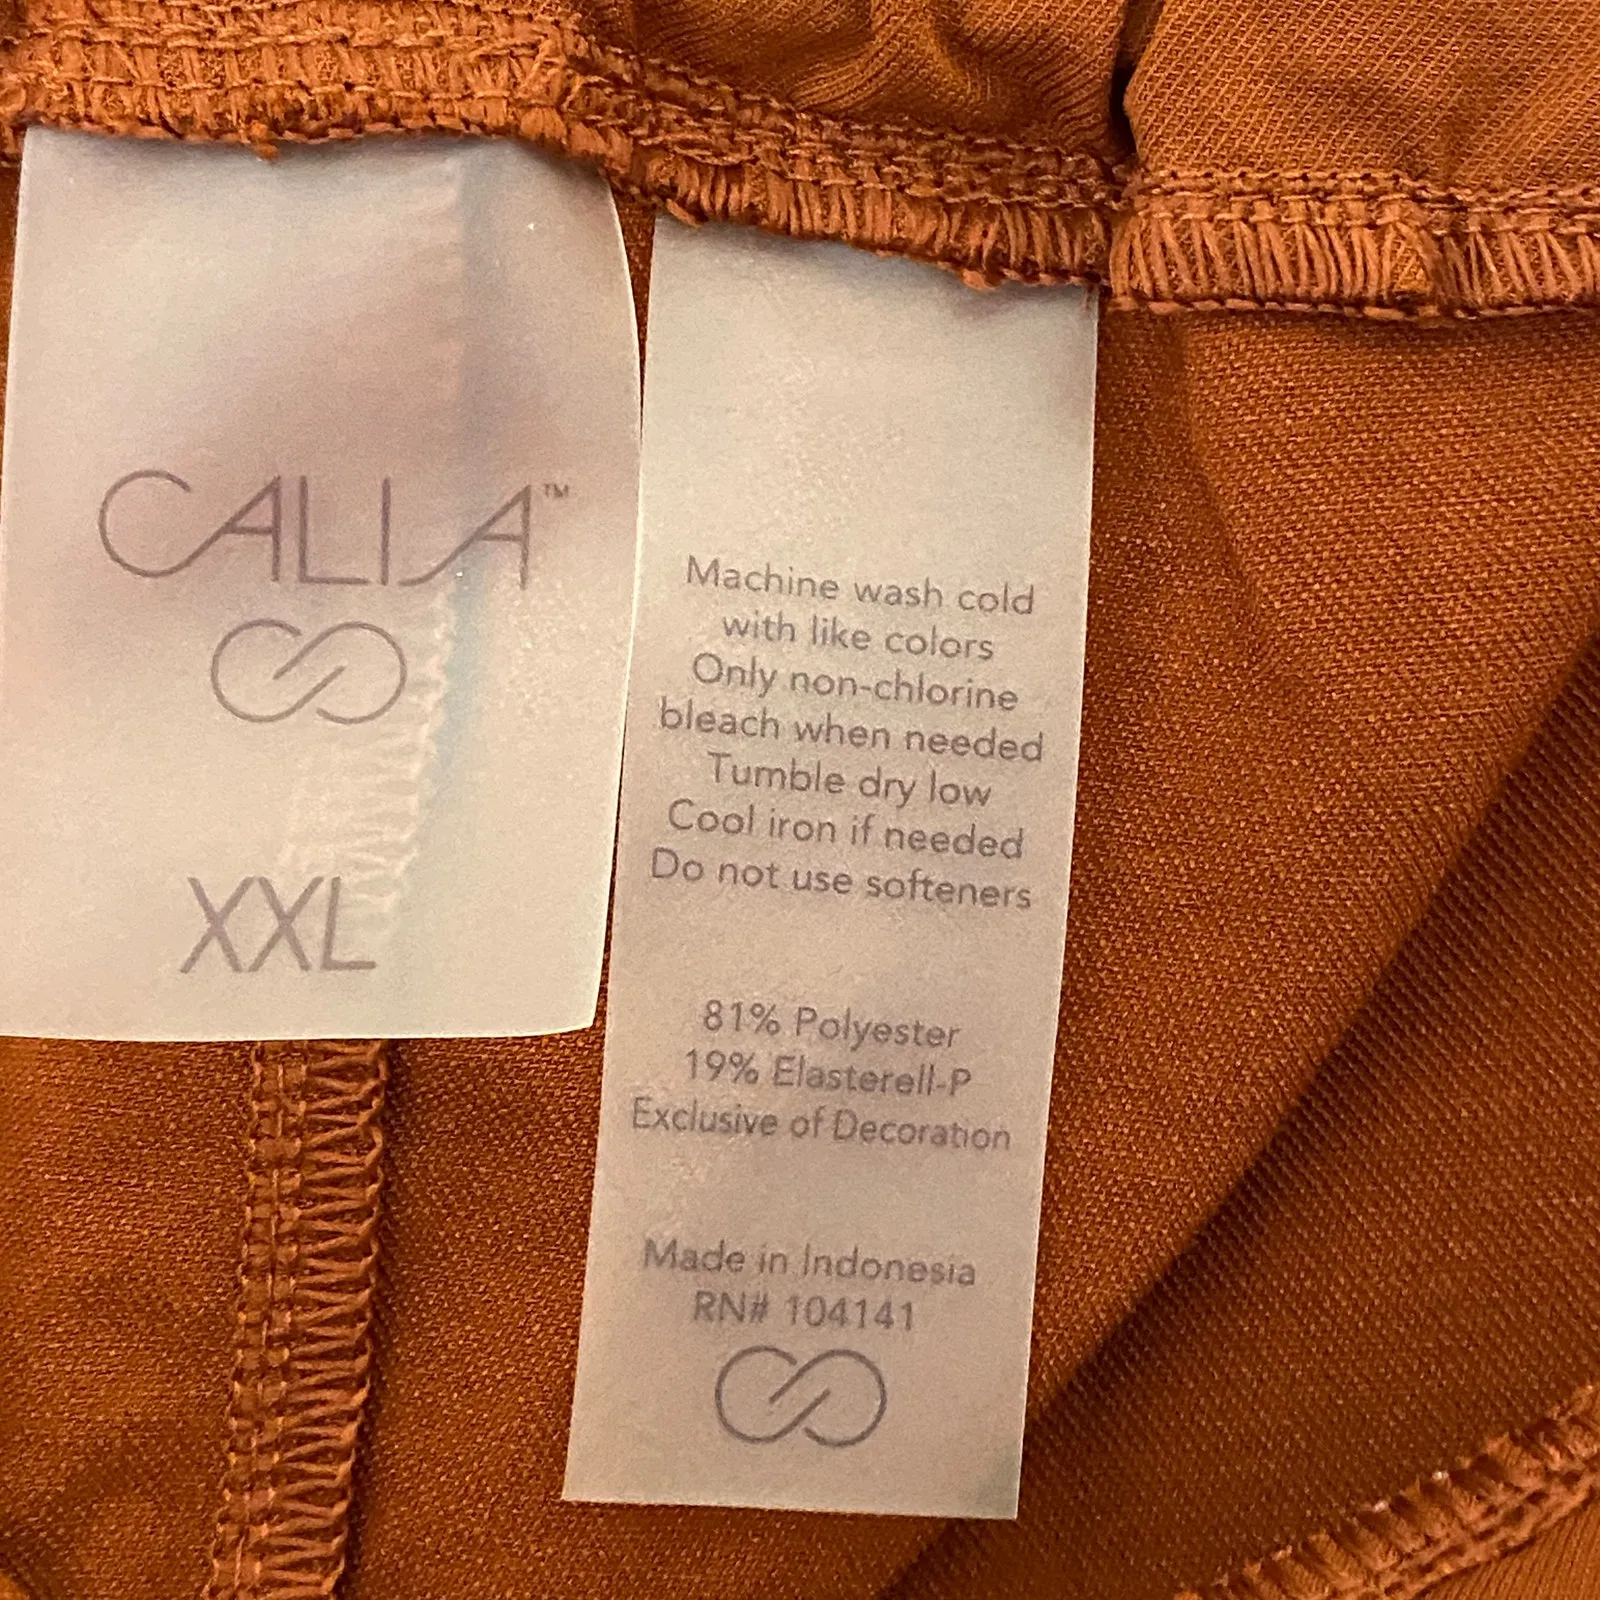 CALIA™
XXL
Machine wash cold
with like colors
Only non-chlorine
bleach when needed
Tumble dry low
Cool iron if needed
Do not use softeners
81% Polyester
19% Elasterell-P
Exclusive of Decoration
Made in Indonesia
RN# 104141